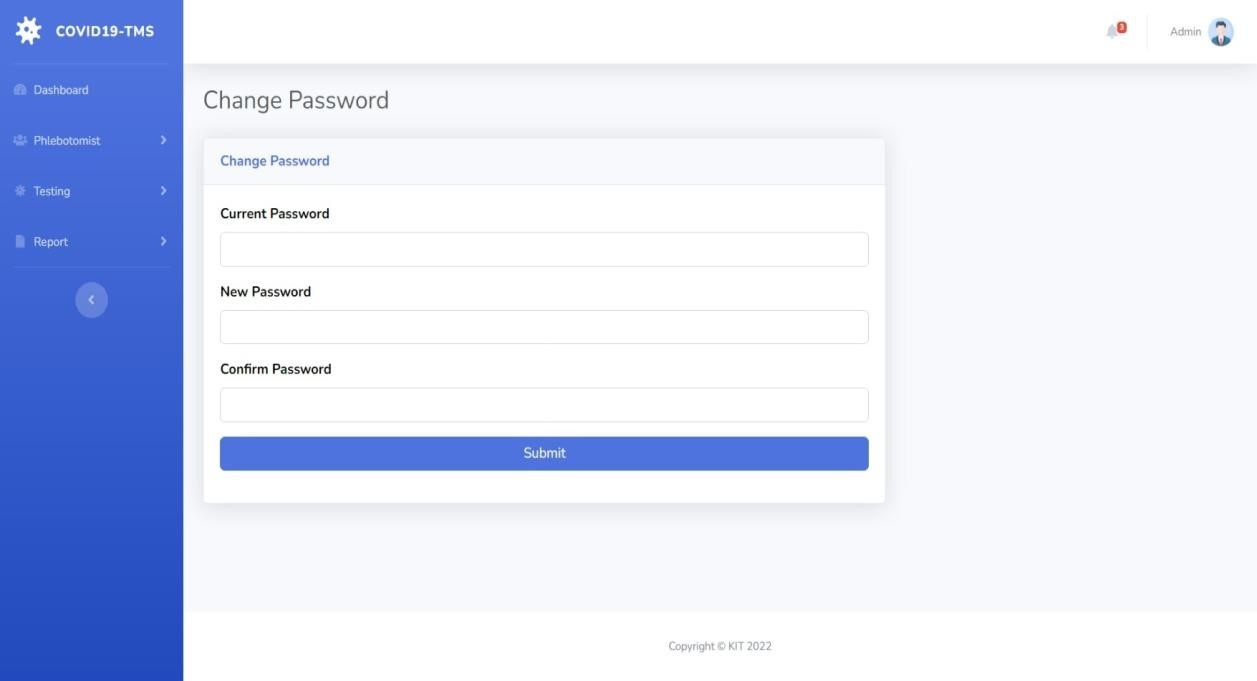 COVID19-TMS
3
Admin
Dashboard
Phlebotomist
Testing
Report
Change Password
Change Password
Current Password
New Password
Confirm Password
Submit
Copyright © KIT 2022